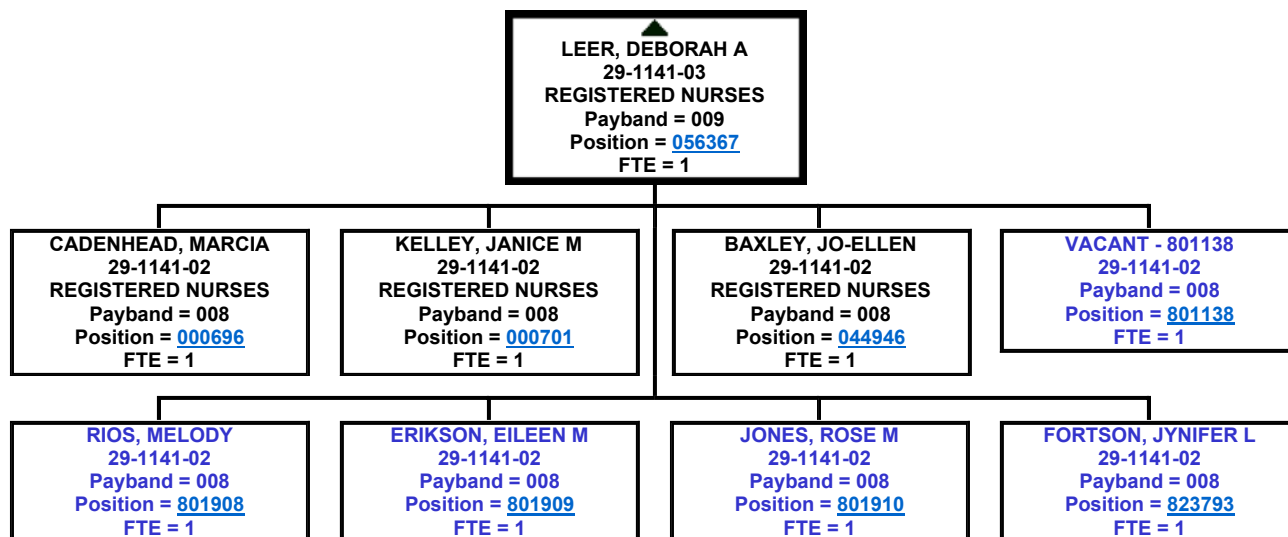 LEER, DEBORAH A
29-1141-03
REGISTERED NURSES
Payband = 009
Position = 056367
FTE = 1
CADENHEAD, MARCIA
29-1141-02
REGISTERED NURSES
Payband = 008
Position = 000696
FTE = 1
KELLEY, JANICE M
29-1141-02
REGISTERED NURSES
Payband = 008
Position = 000701
FTE = 1
BAXLEY, JO-ELLEN
29-1141-02
REGISTERED NURSES
Payband = 008
Position = 044946
FTE = 1
VACANT - 801138
29-1141-02
Payband = 008
Position = 801138
FTE = 1
RIOS, MELODY
29-1141-02
Payband = 008
Position = 801908
FTE = 1
ERIKSON, EILEEN M
29-1141-02
Payband = 008
Position = 801909
FTE = 1
JONES, ROSE M
29-1141-02
Payband = 008
Position = 801910
FTE = 1
FORTSON, JYNIFER L
29-1141-02
Payband = 008
Position = 823793
FTE = 1